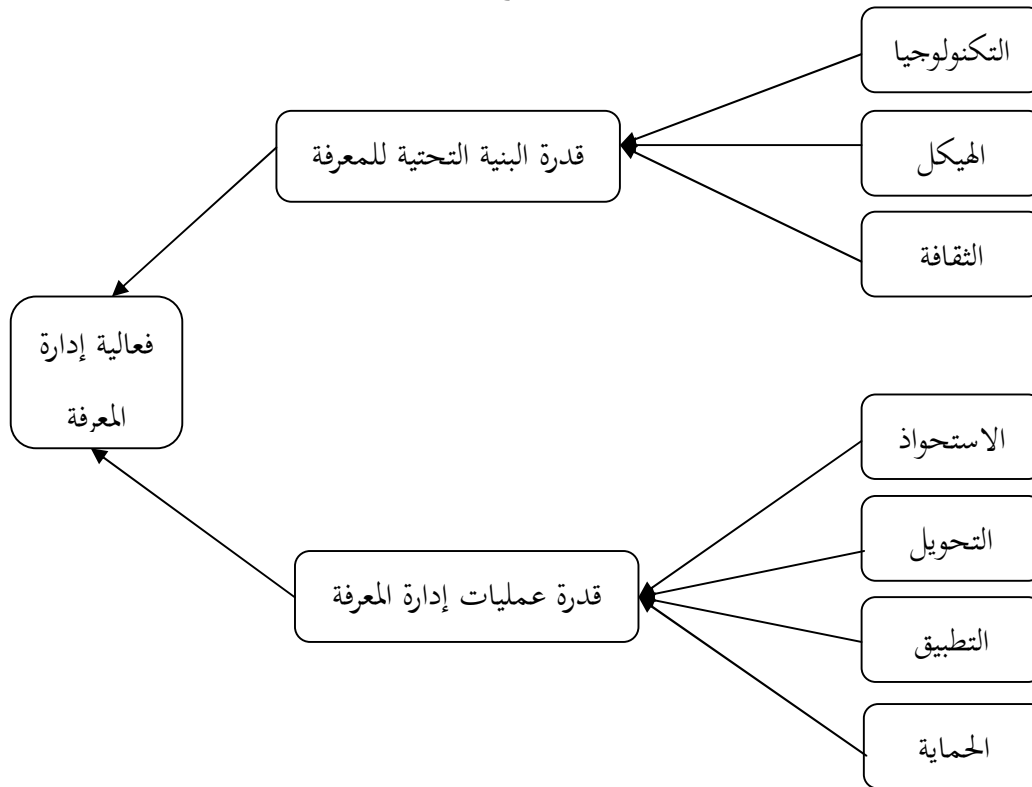 التكنولوجيا
الهيكل
الثقافة
قدرة البنية التحتية للمعرفة
فعالية إدارة
المعرفة
الاستحواذ
التحويل
التطبيق
الحماية
قدرة عمليات إدارة المعرفة